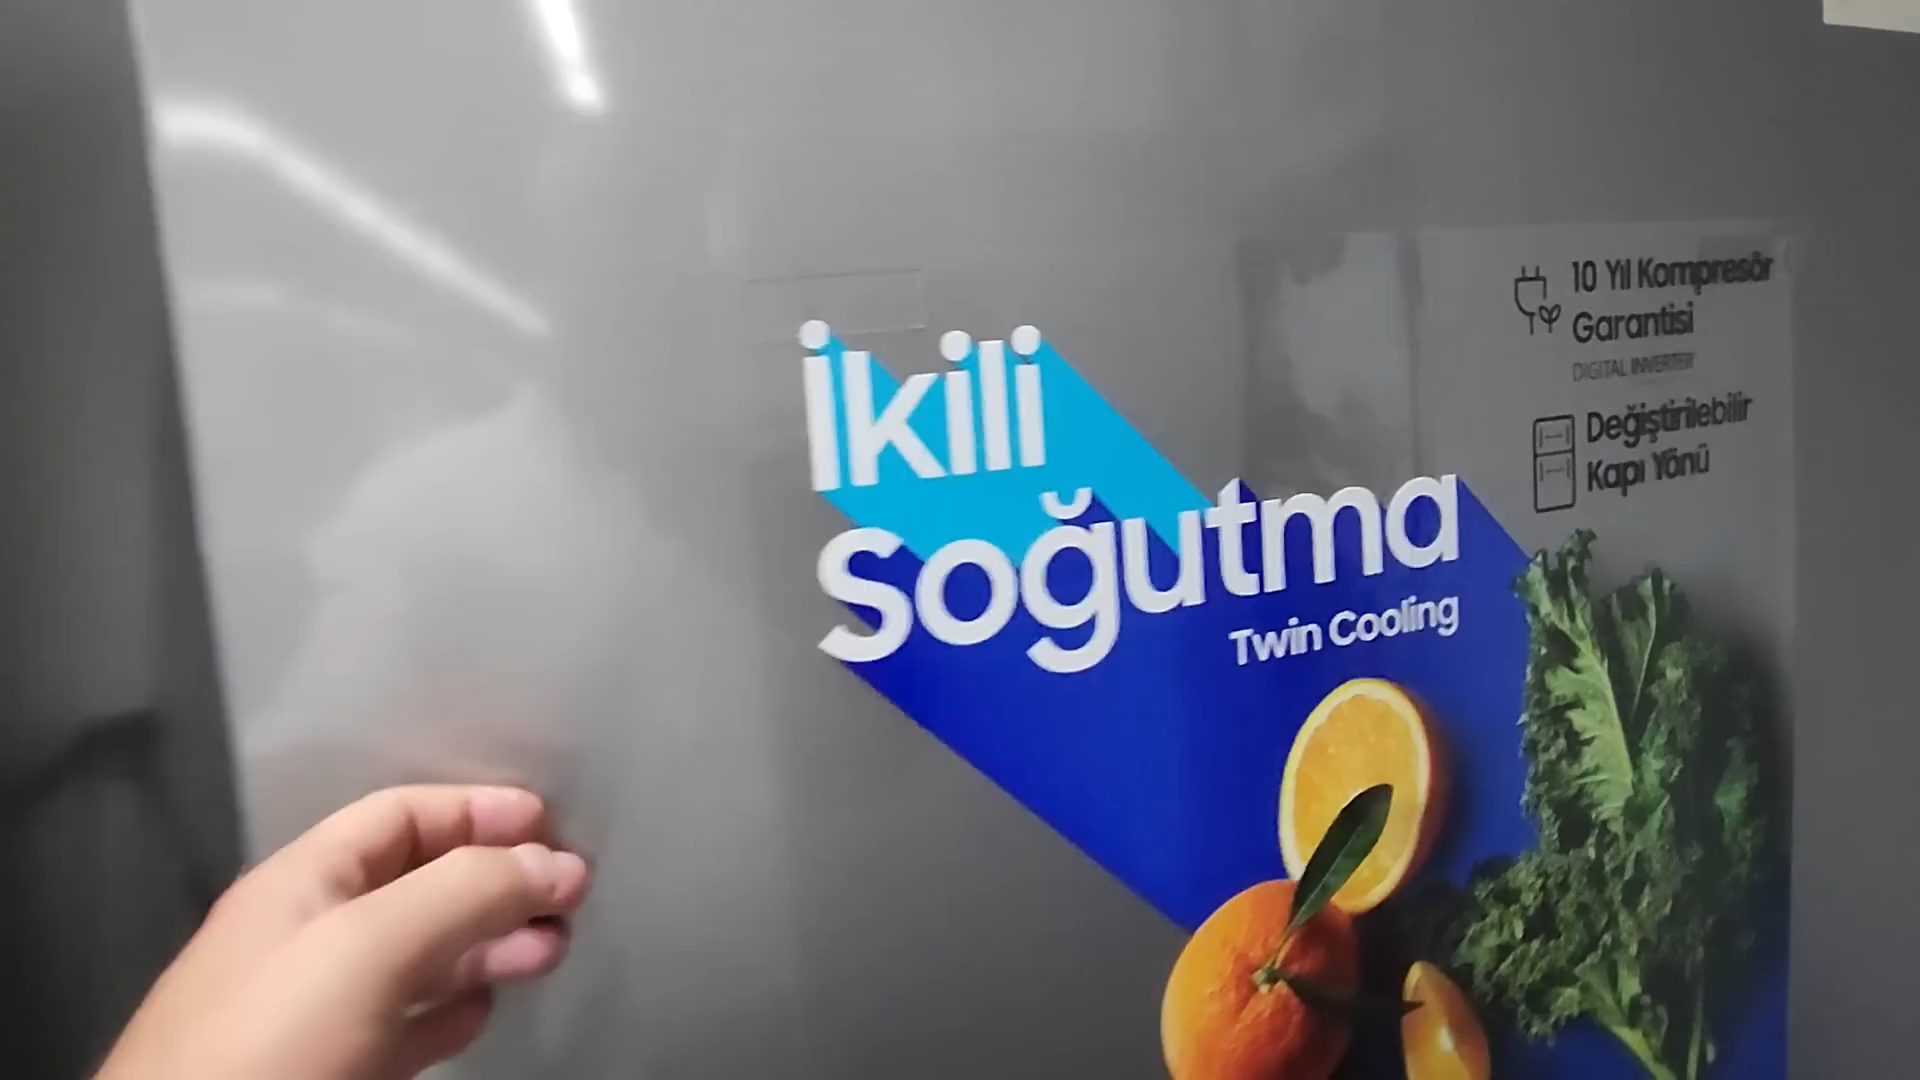 İkili
Soğutma
Twin Cooling
10 Yıl Kompresör
Garantisi
DIGITAL INVERTER
Değiştirilebilir
Kapı Yönü